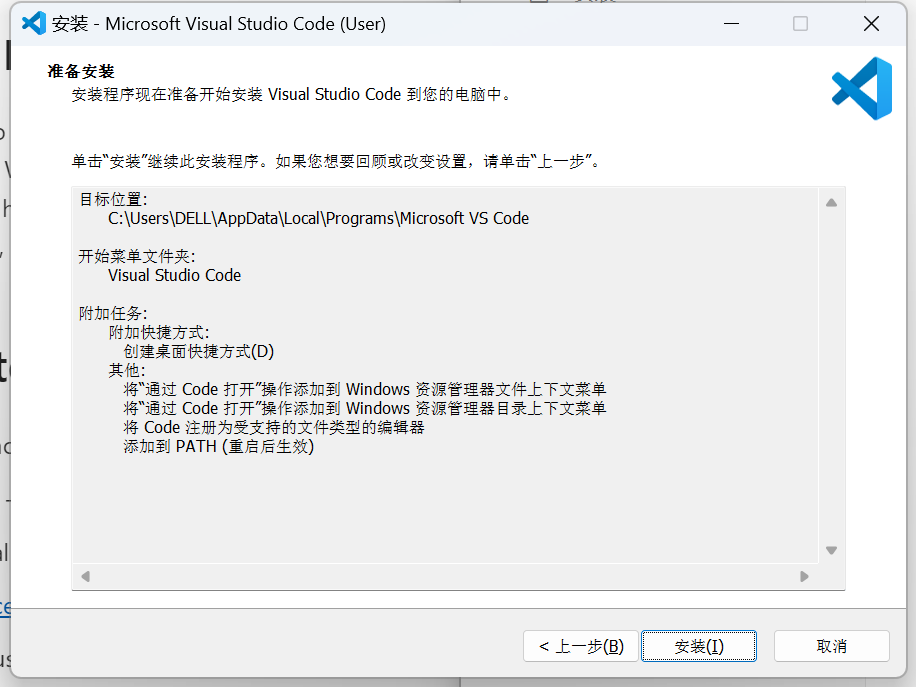 安装 - Microsoft Visual Studio Code (User)
准备安装
安装程序现在准备开始安装 Visual Studio Code 到您的电脑中。
单击“安装”继续此安装程序。如果您想要回顾或改变设置，请单击“上一步”。
目标位置:
C:\Users\DELL\AppData\Local\Programs\Microsoft VS Code
开始菜单文件夹:
Visual Studio Code
附加任务:
附加快捷方式:
创建桌面快捷方式(D)
其他:
将“通过 Code 打开”操作添加到 Windows 资源管理器文件上下文菜单
将“通过 Code 打开”操作添加到 Windows 资源管理器目录上下文菜单
将 Code 注册为受支持的文件类型的编辑器
添加到 PATH (重启后生效)
< 上一步(B) 安装(I) 取消